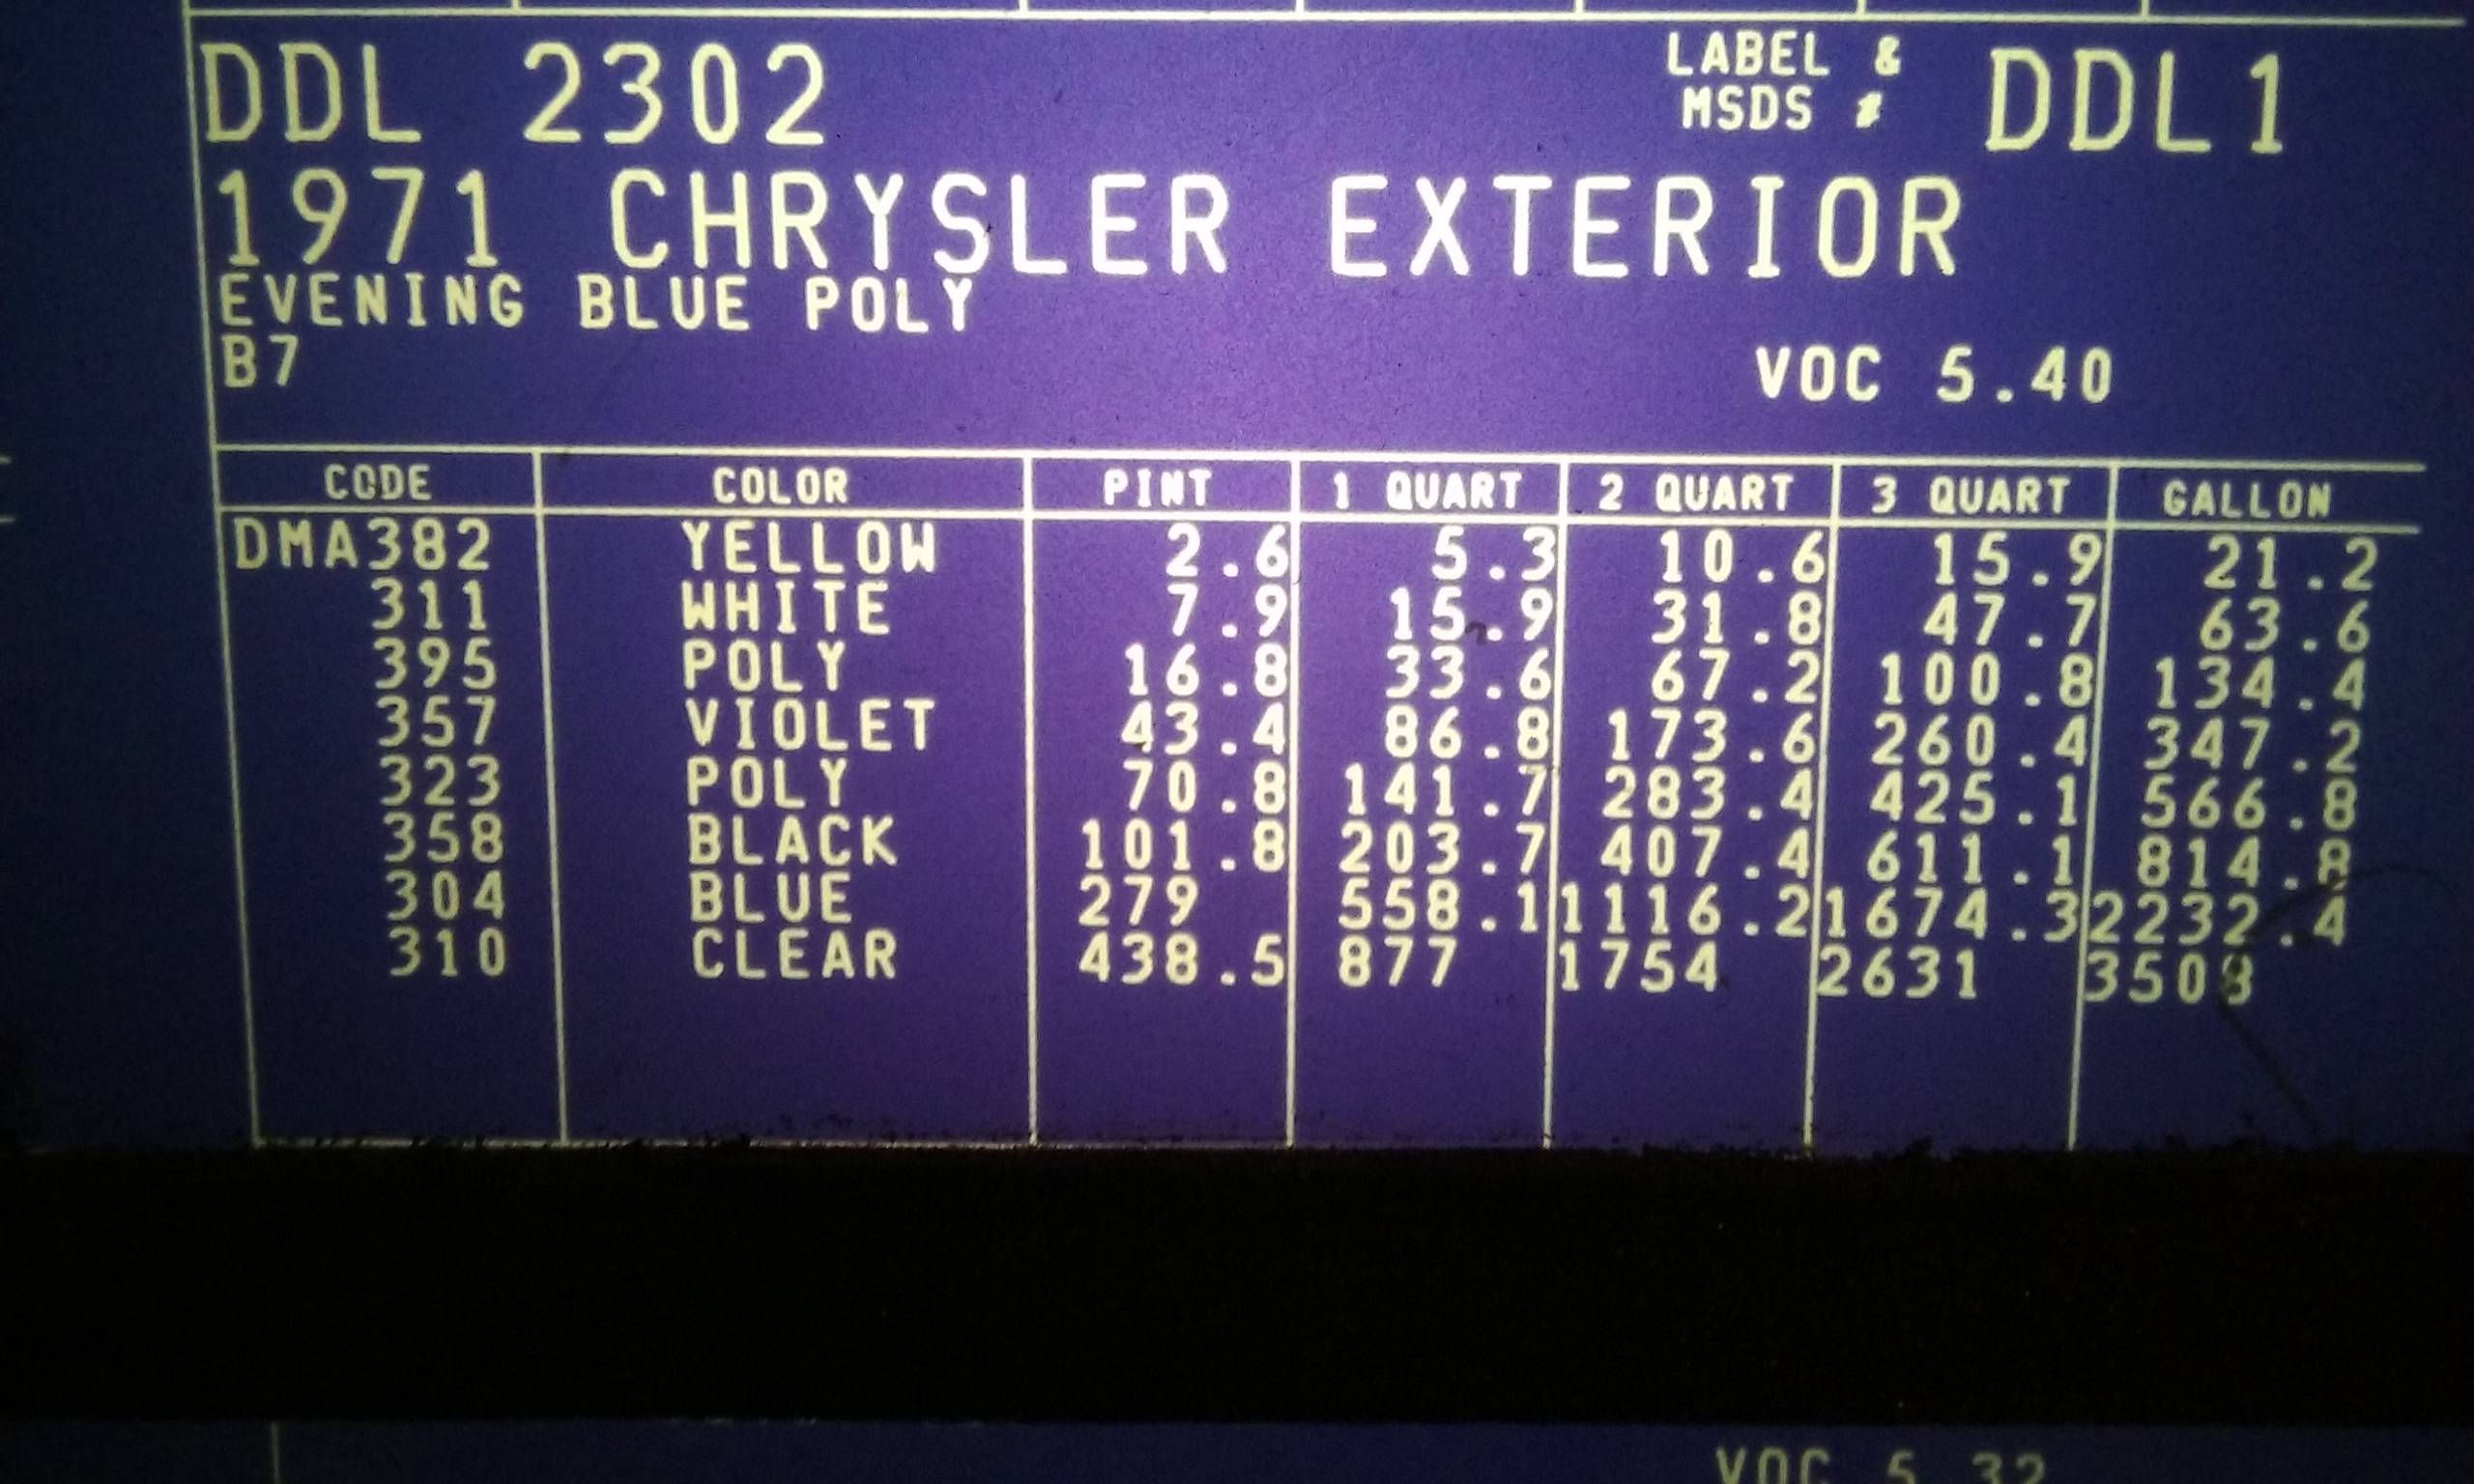 DDL 2302 LABEL & MSDS # DDL1
1971 CHRYSLER EXTERIOR
EVENING BLUE POLY
B7 VOC 5.40
CODE COLOR PINT 1 QUART 2 QUART 3 QUART GALLON
DMA382 YELLOW 2.6 5.3 10.6 15.9 21.2
311 WHITE 7.9 15.9 31.8 47.7 63.6
395 POLY 16.8 33.6 67.2 100.8 134.4
357 VIOLET 43.4 86.8 173.6 260.4 347.2
323 POLY 70.8 141.7 283.4 425.1 566.8
358 BLACK 101.8 203.7 407.4 611.1 814.8
304 BLUE 279 558.1 1116.2 1674.3 2232.4
310 CLEAR 438.5 877 1754 2631 3508
VOC 5.32